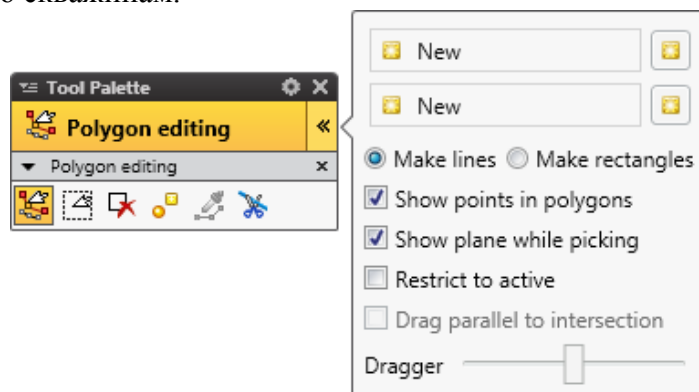 скважинам.
New
New
Tool Palette
Polygon editing
Polygon editing
Make lines Make rectangles
Show points in polygons
Show plane while picking
Restrict to active
Drag parallel to intersection
Dragger